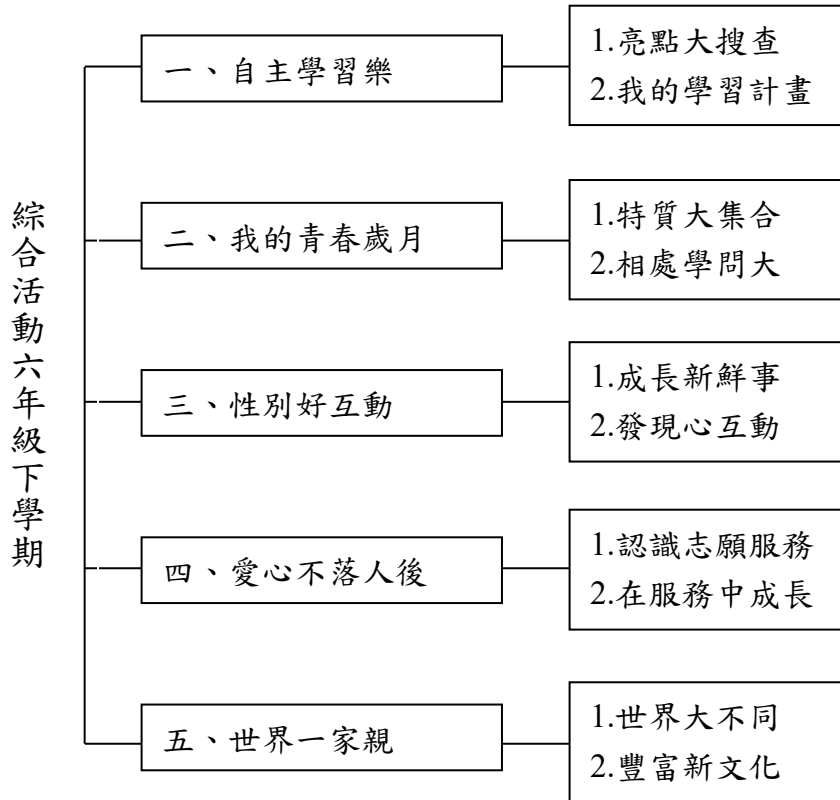 綜合活動六年級下學期
一、自主學習樂
1.亮點大搜查
2.我的學習計畫
二、我的青春歲月
1.特質大集合
2.相處學問大
三、性別好互動
1.成長新鮮事
2.發現心互動
四、愛心不落人後
1.認識志願服務
2.在服務中成長
五、世界一家親
1.世界大不同
2.豐富新文化